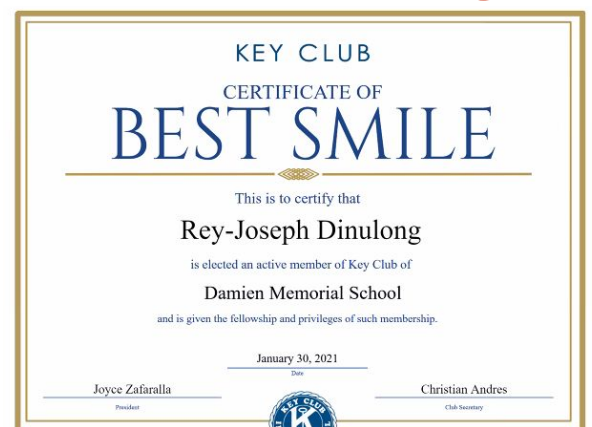 KEY CLUB
CERTIFICATE OF
BEST SMILE
This is to certify that
Rey-Joseph Dinulong
is elected an active member of Key Club of
Damien Memorial School
and is given the fellowship and privileges of such membership.
January 30, 2021
Date
Joyce Zafaralla
President
Christian Andres
Club Secretary
KEY CLUB
K